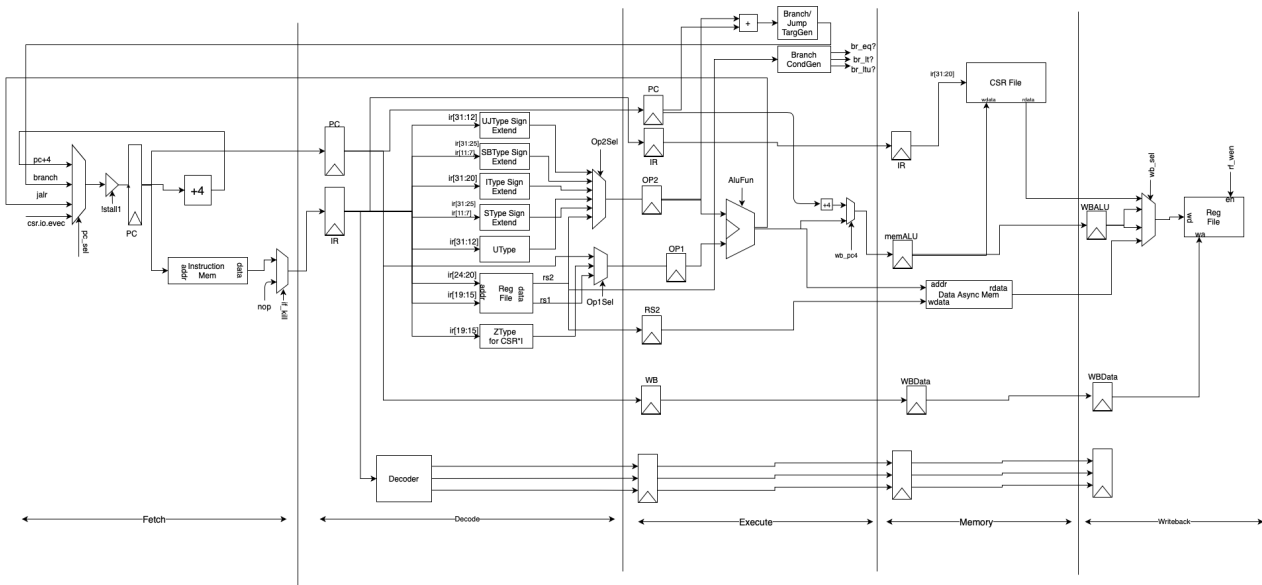 Branch/
Jump
TargGen
+
Branch
CondGen
br_eq?
br_lt?
br_ltu?
PC
IR
ir[31:20]
CSR File
wdata
rdata
IR
PC
IR
ir[31:12]
UJType Sign
Extend
ir[31:25]
ir[11:7]
SBType Sign
Extend
ir[31:20]
IType Sign
Extend
ir[31:25]
ir[11:7]
SType Sign
Extend
ir[31:12]
UType
ir[24:20]
ir[19:15]
addr
Reg
File
data
rs2
rs1
ir[19:15]
ZType
for CSR*I
Op2Sel
Op1Sel
pc+4
branch
jalr
csr.io.evec
pc_sel
!stall1
PC
+4
addr
Instruction
Mem
data
nop
if_kill
OP2
OP1
AluFun
+4
wb_pc4
memALU
RS2
addr
rdata
Data Async Mem
wdata
WBALU
wb_sel
rf_wen
en
wd
Reg
File
wa
WB
WBData
WBData
Decoder
Fetch
Decode
Execute
Memory
Writeback